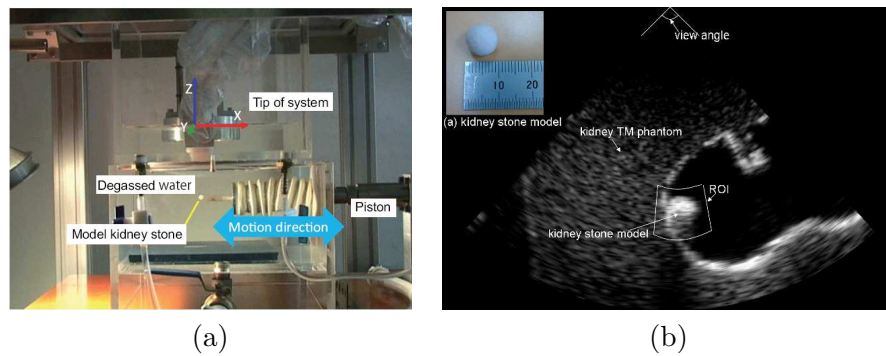 Z
X
Y
Tip of system
Degassed water
Piston
Model kidney stone
Motion direction
(a)
10 20
(a) kidney stone model
view angle
kidney TM phantom
ROI
kidney stone model
(b)